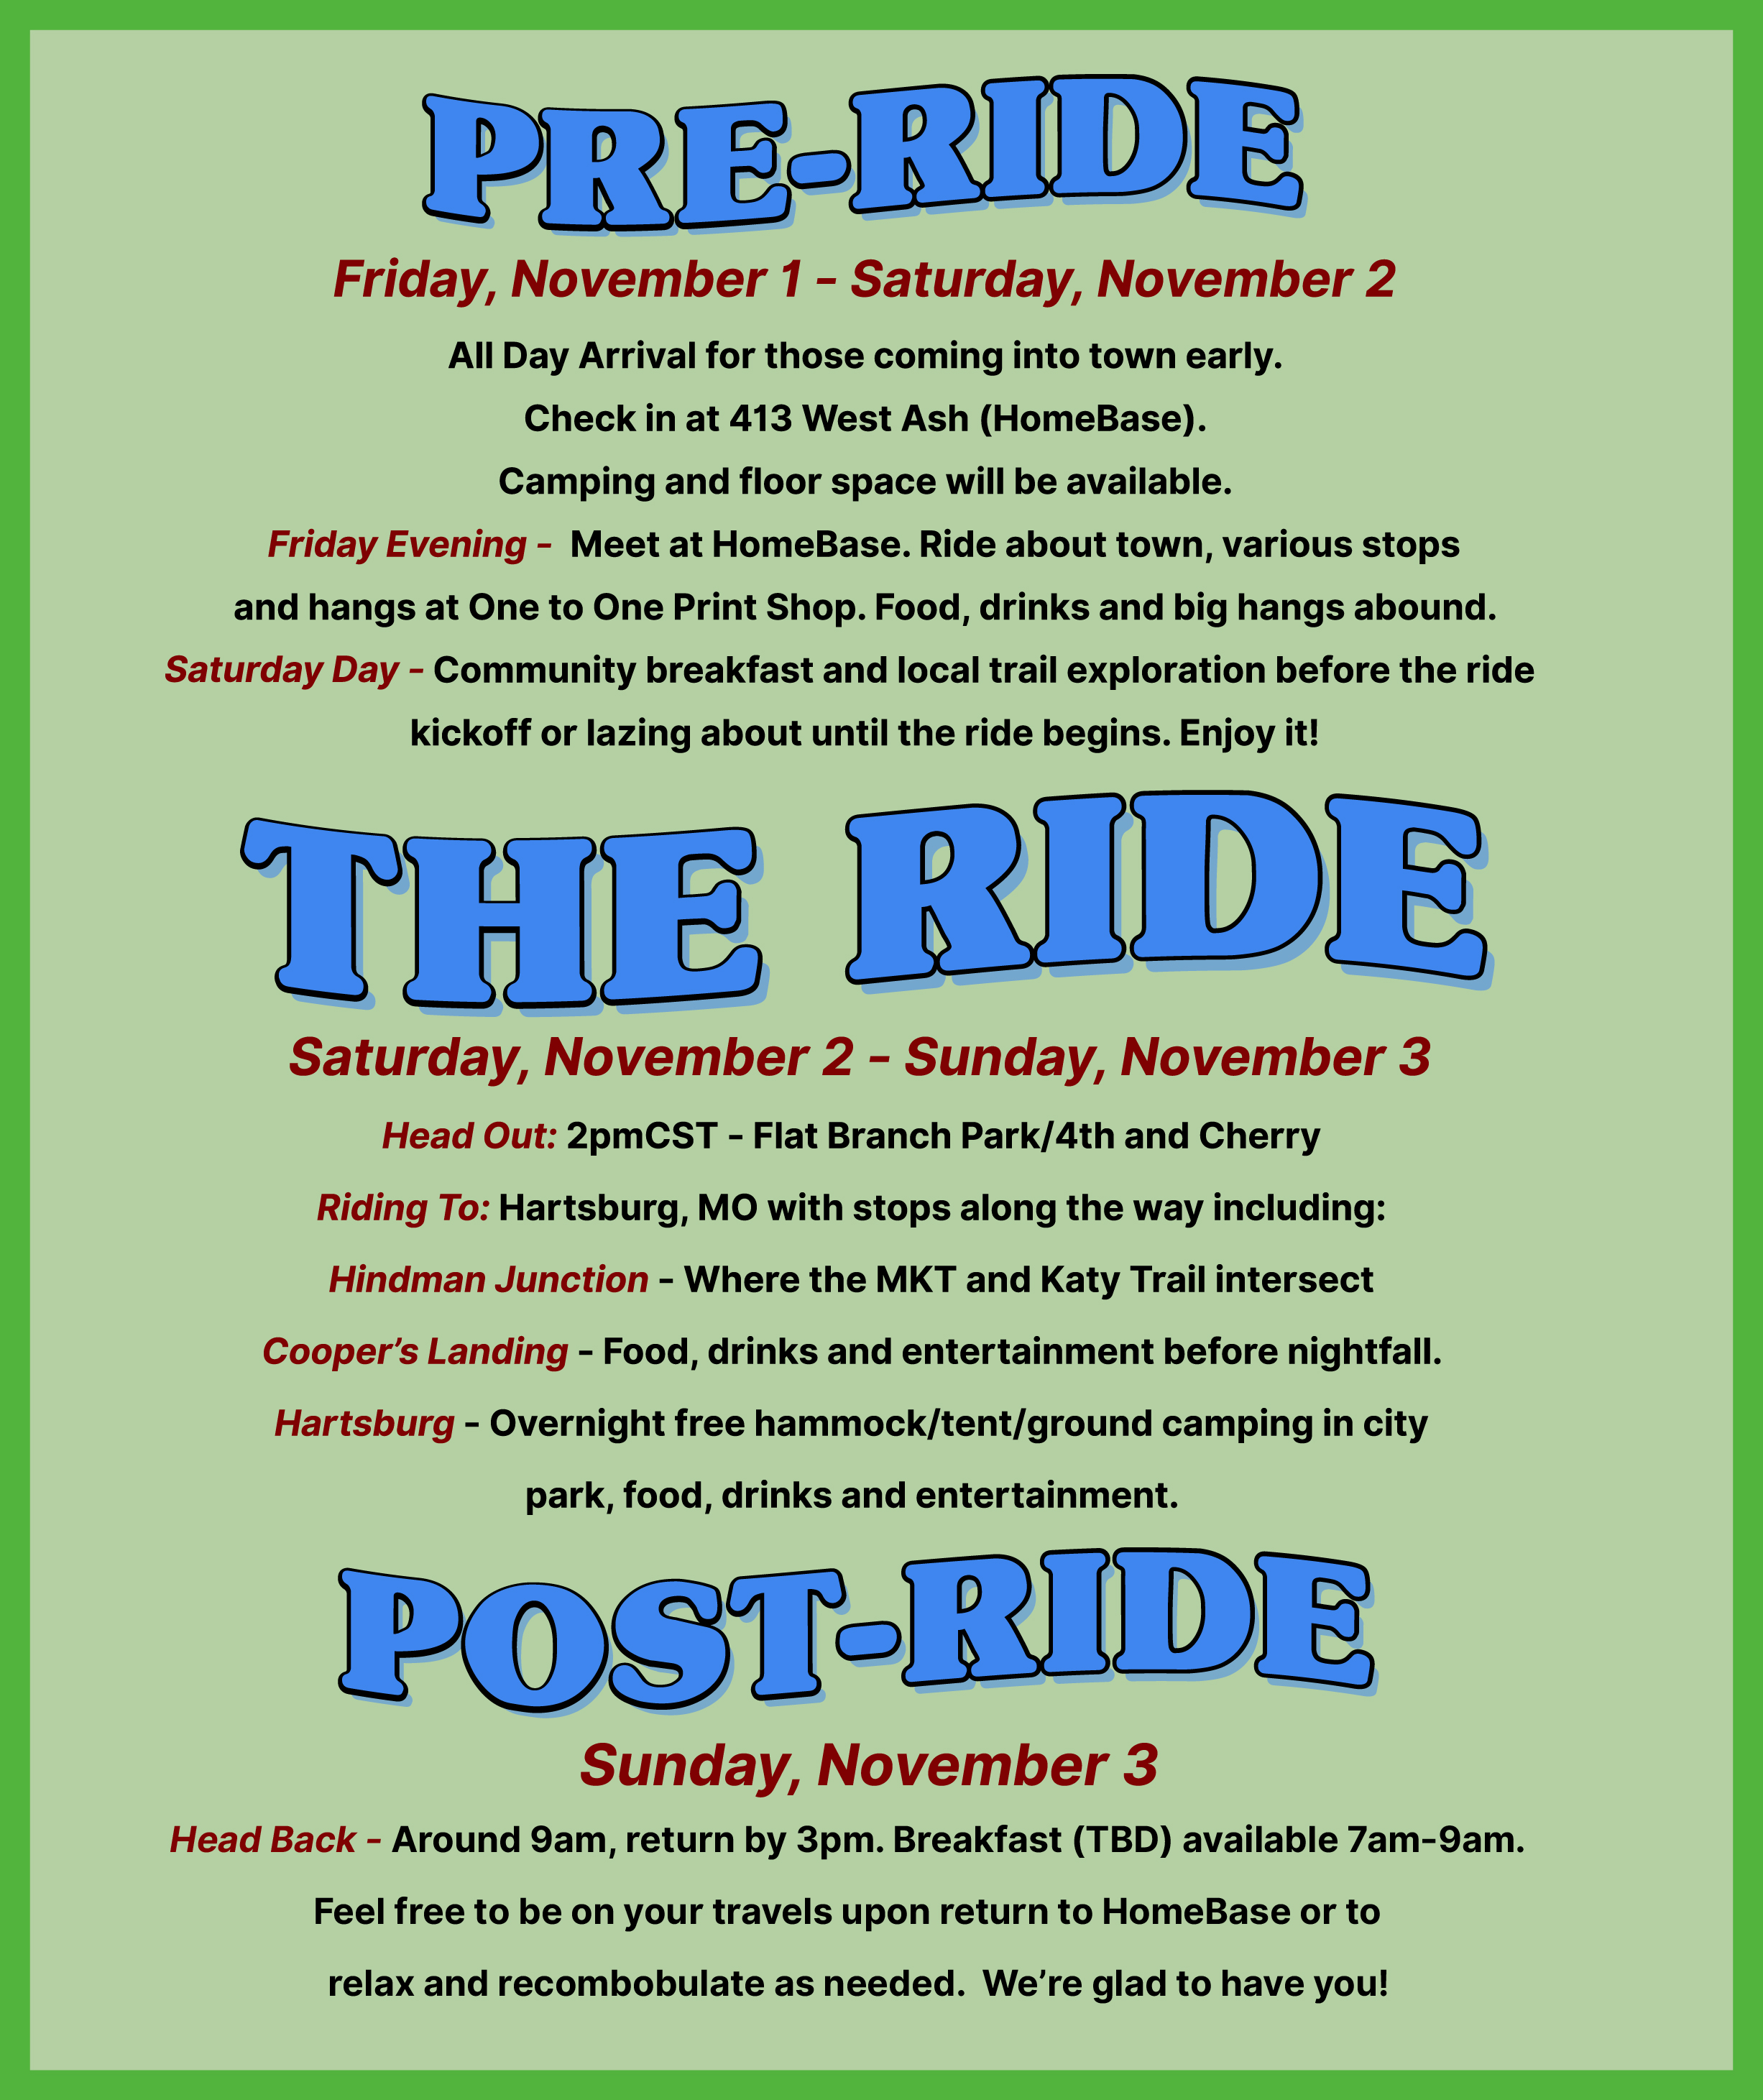 PRE-RIDE
Friday, November 1 - Saturday, November 2
All Day Arrival for those coming into town early.
Check in at 413 West Ash (HomeBase).
Camping and floor space will be available.
Friday Evening -  Meet at HomeBase. Ride about town, various stops
and hangs at One to One Print Shop. Food, drinks and big hangs abound.
Saturday Day - Community breakfast and local trail exploration before the ride
kickoff or lazing about until the ride begins. Enjoy it!
THE RIDE
Saturday, November 2 - Sunday, November 3
Head Out: 2pmCST - Flat Branch Park/4th and Cherry
Riding To: Hartsburg, MO with stops along the way including:
Hindman Junction - Where the MKT and Katy Trail intersect
Cooper’s Landing - Food, drinks and entertainment before nightfall.
Hartsburg - Overnight free hammock/tent/ground camping in city
park, food, drinks and entertainment.
POST-RIDE
Sunday, November 3
Head Back - Around 9am, return by 3pm. Breakfast (TBD) available 7am-9am.
Feel free to be on your travels upon return to HomeBase or to
relax and recombobulate as needed.  We’re glad to have you!